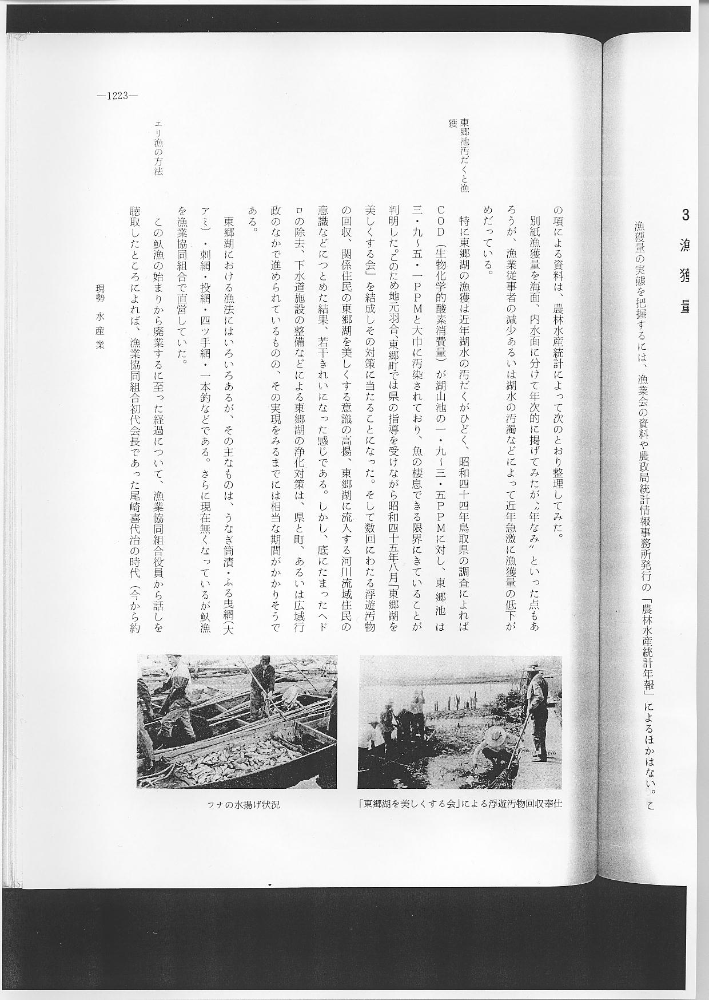 3 漁獲量
漁獲量の実態を把握するには、漁業会の資料や農政局統計情報事務所発行の「農林水産統計年報」によるほかはない。こ
の項による資料は、農林水産統計によって次のとおり整理してみた。
別紙漁獲量を海面、内水面に分けて年次的に掲げてみたが、〝年なみ〟といった点もあ
ろうが、漁業従事者の減少あるいは湖水の汚濁などによって近年急激に漁獲量の低下が
めだっている。
東郷池汚だくと漁
獲
特に東郷湖の漁獲は近年湖水の汚だくがひどく、昭和四十四年鳥取県の調査によれば
COD（生物化学的酸素消費量）が湖山池の一・九〜三・五PPMに対し、東郷池は
三・九〜五・一PPMと大巾に汚染されており、魚の棲息できる限界にきていることが
判明した。このため地元羽合、東郷町では県の指導を受けながら昭和四十五年八月「東郷湖を
美しくする会」を結成しその対策に当たることになった。そして数回にわたる浮遊汚物
の回収、関係住民の東郷湖を美しくする意識の高揚、東郷湖に流入する河川流域住民の
意識などにつとめた結果、若干きれいになった感じである。しかし、底にたまったヘド
ロの除去、下水道施設の整備などによる東郷湖の浄化対策は、県と町、あるいは広域行
政のなかで進められているものの、その実現をみるまでには相当な期間がかかりそうで
ある。
東郷湖における漁法にはいろいろあるが、その主なものは、うなぎ筒漬・ふる曳網（大
アミ）・刺網・投網・四ツ手網・一本釣などである。さらに現在無くなっているが魞漁
を漁業協同組合で直営していた。
エリ漁の方法
この魞漁の始まりから廃業するに至った経過について、漁業協同組合役員から話しを
聴取したところによれば、漁業協同組合初代会長であった尾崎喜代治の時代（今から約
「東郷湖を美しくする会」による浮遊汚物回収奉仕
フナの水揚げ状況
現勢 水産業
―1223―